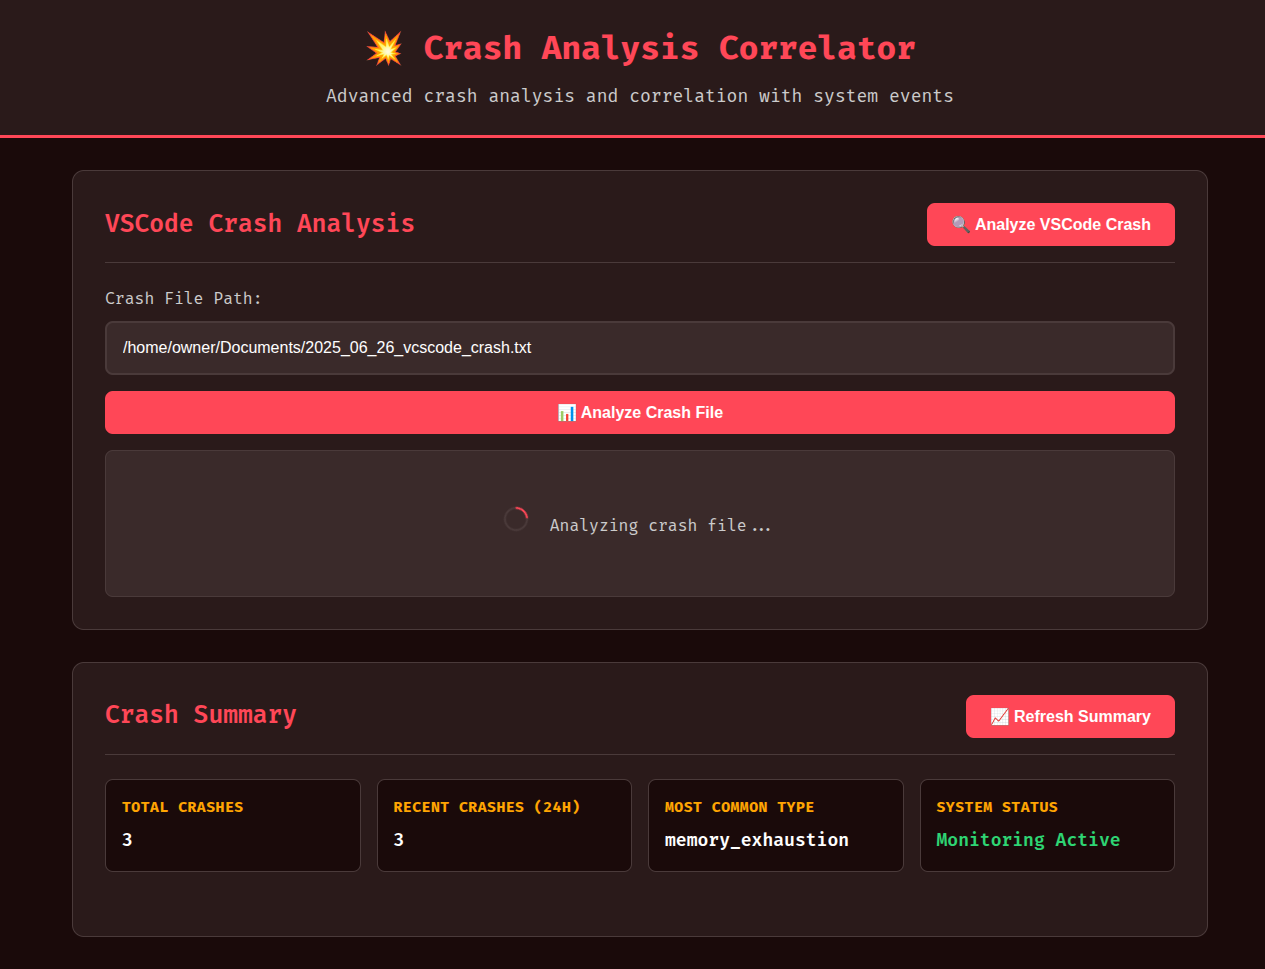 💥 Crash Analysis Correlator
Advanced crash analysis and correlation with system events
VSCode Crash Analysis
🔍 Analyze VSCode Crash
Crash File Path:
/home/owner/Documents/2025_06_26_vcscode_crash.txt
📊 Analyze Crash File
Analyzing crash file...
Crash Summary
📈 Refresh Summary
TOTAL CRASHES
3
RECENT CRASHES (24H)
3
MOST COMMON TYPE
memory_exhaustion
SYSTEM STATUS
Monitoring Active